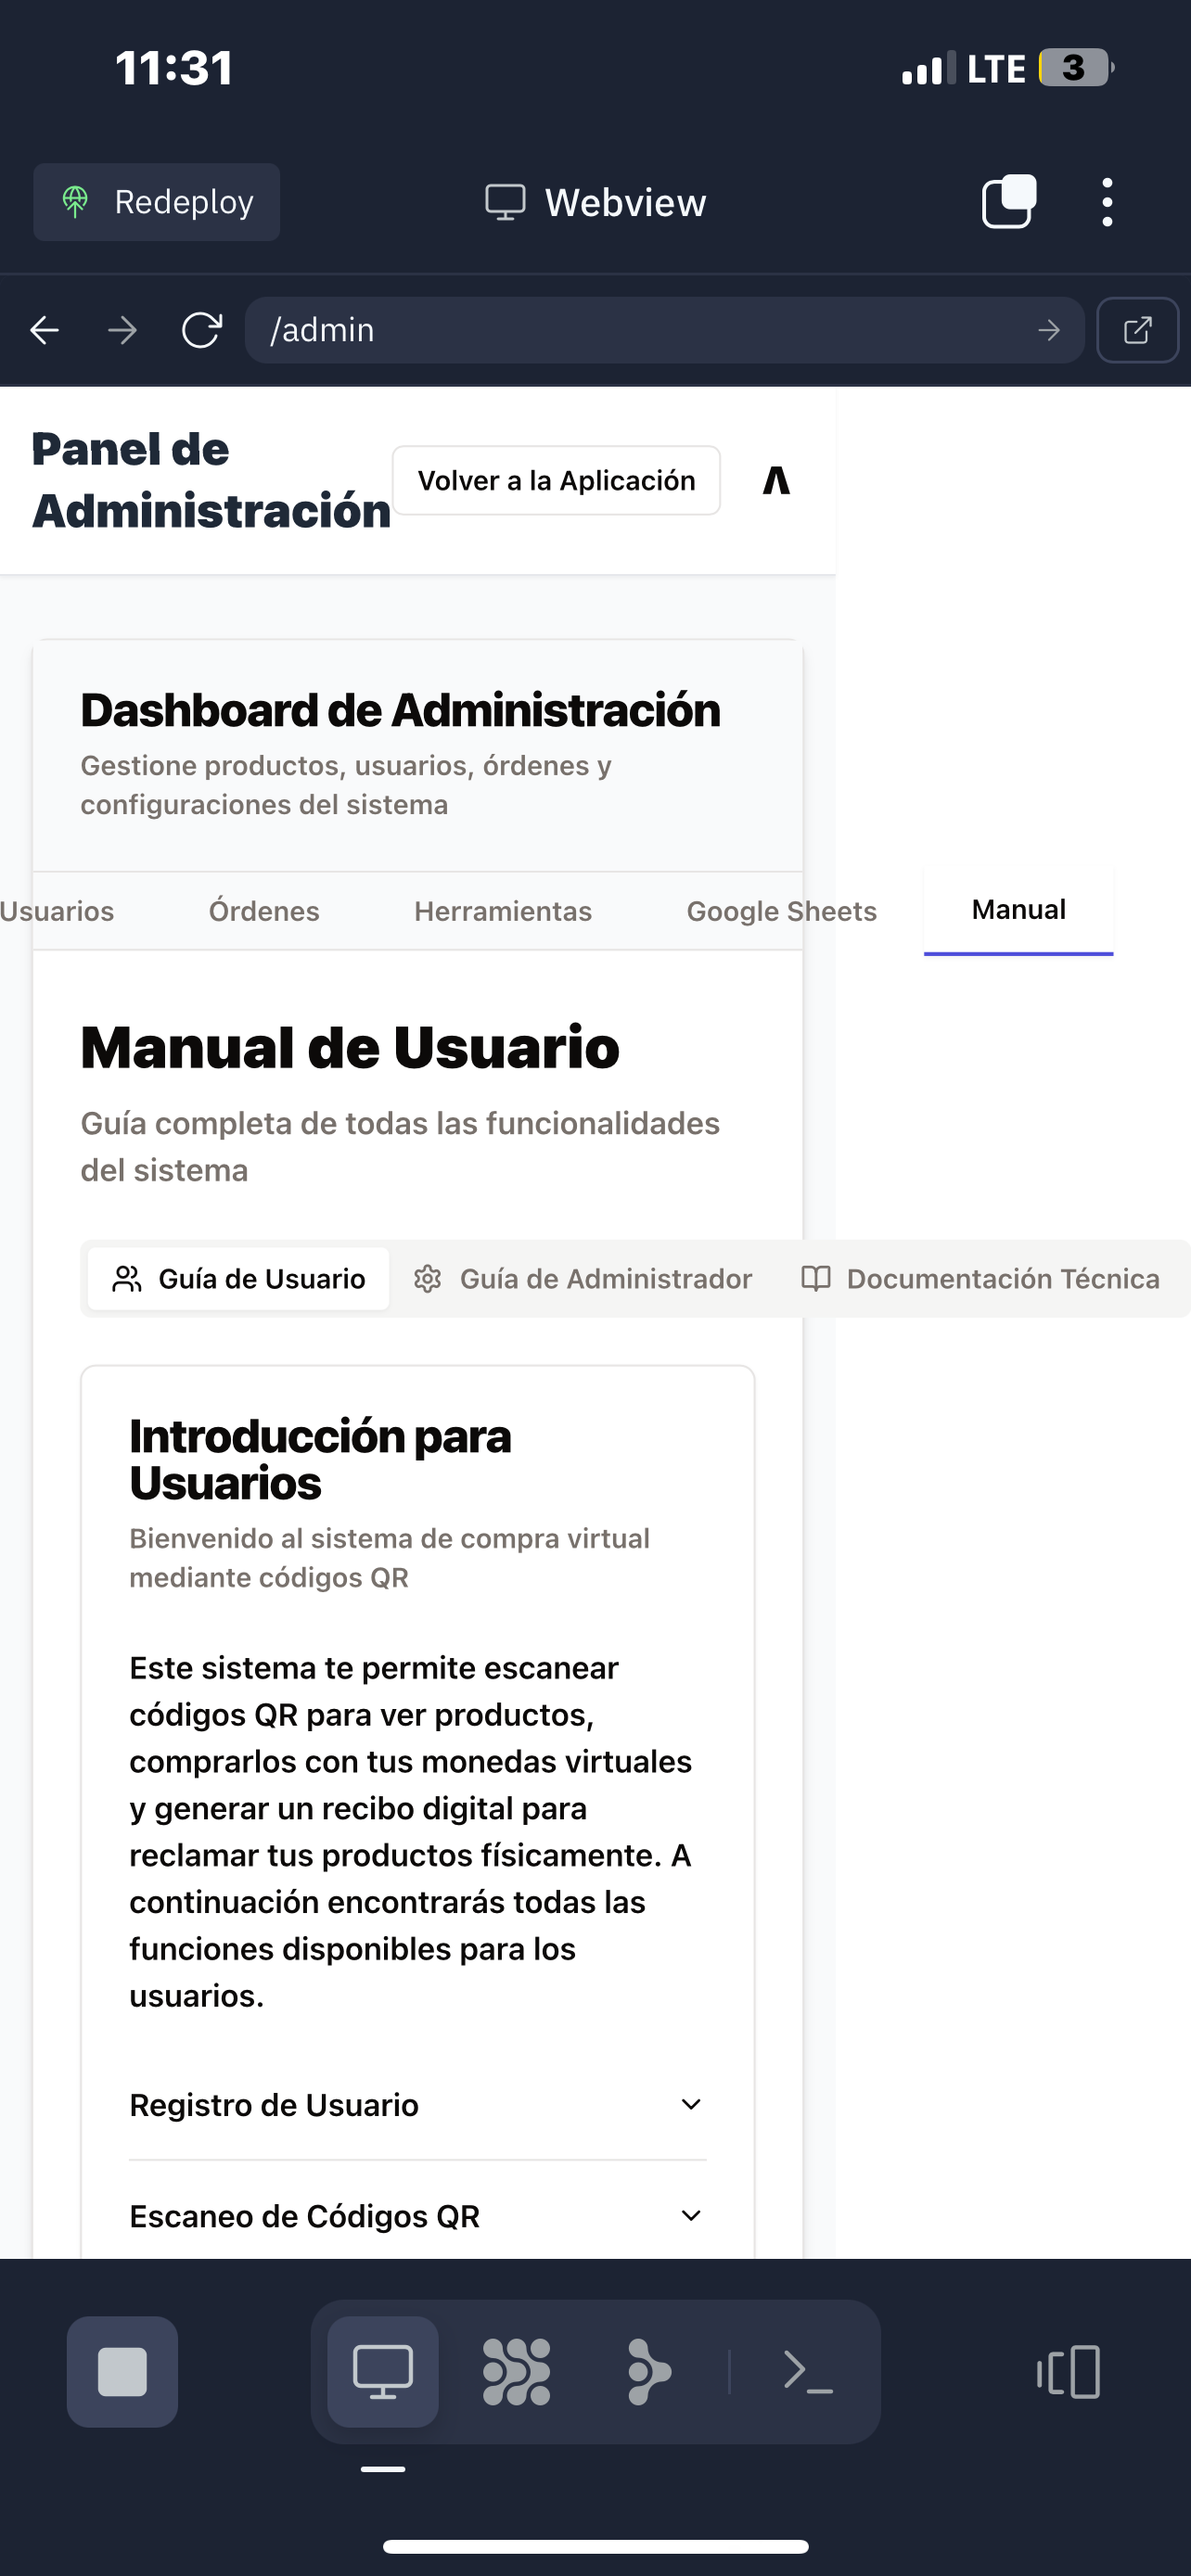 11:31
LTE
3
Redeploy
Webview
/admin
Panel de
Administración
Volver a la Aplicación
Dashboard de Administración
Gestione productos, usuarios, órdenes y
configuraciones del sistema
Usuarios Órdenes Herramientas Google Sheets Manual
Manual de Usuario
Guía completa de todas las funcionalidades
del sistema
Guía de Usuario Guía de Administrador Documentación Técnica
Introducción para
Usuarios
Bienvenido al sistema de compra virtual
mediante códigos QR
Este sistema te permite escanear
códigos QR para ver productos,
comprarlos con tus monedas virtuales
y generar un recibo digital para
reclamar tus productos físicamente. A
continuación encontrarás todas las
funciones disponibles para los
usuarios.
Registro de Usuario
Escaneo de Códigos QR